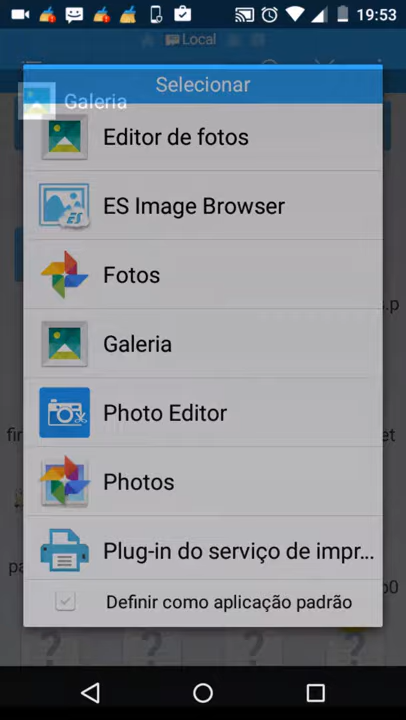 19:53
Local
Selecionar
Galeria
Editor de fotos
ES Image Browser
ES
Fotos
Galeria
Photo Editor
Photos
Plug-in do serviço de impr...
Definir como aplicação padrão